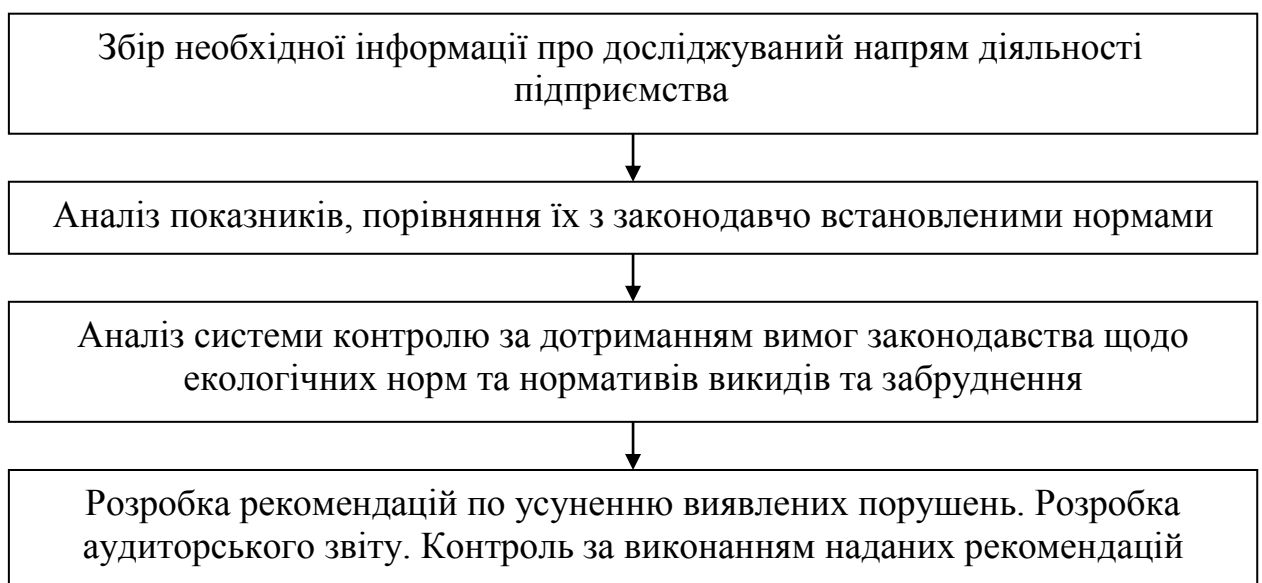 Збір необхідної інформації про досліджуваний напрям діяльності
підприємства
Аналіз показників, порівняння їх з законодавчо встановленими нормами
Аналіз системи контролю за дотриманням вимог законодавства щодо
екологічних норм та нормативів викидів та забруднення
Розробка рекомендацій по усуненню виявлених порушень. Розробка
аудиторського звіту. Контроль за виконанням наданих рекомендацій